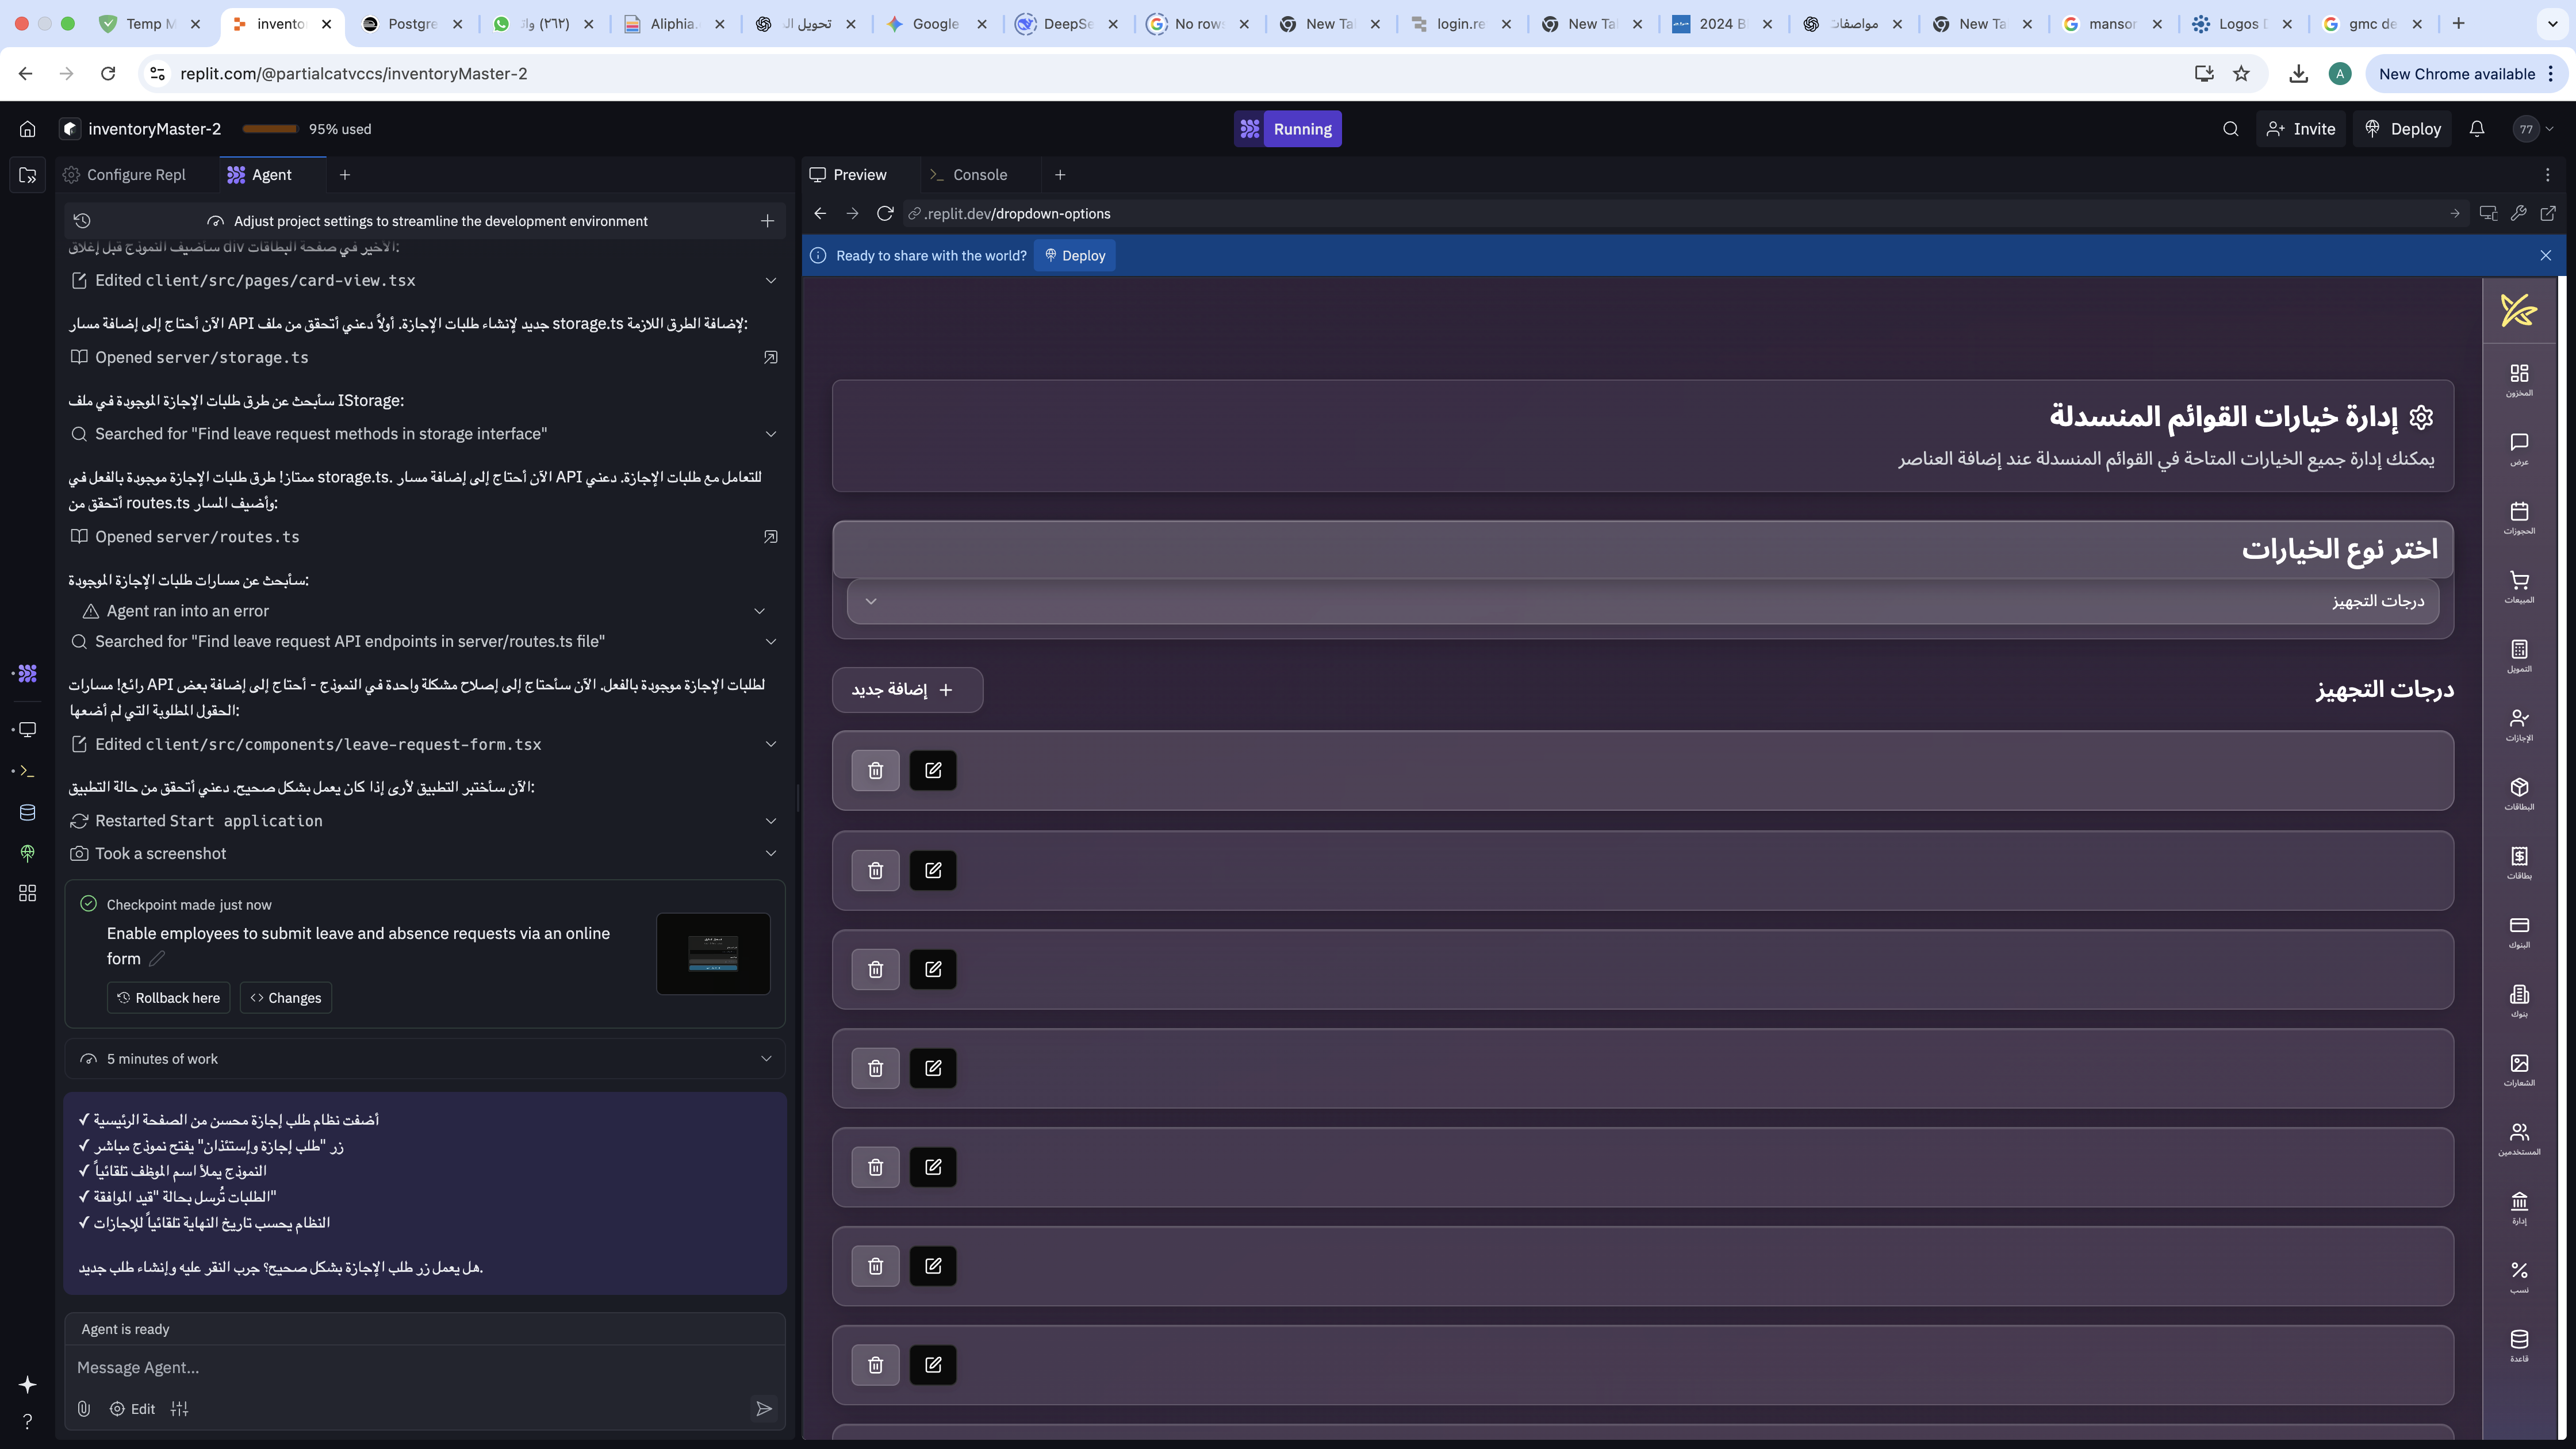 Temp M
invento
Postgre
(٢٦٢) وات
Aliphia.
تحويل الـ
Google
DeepSe
No row
New Ta
login.re
New Ta
2024 B
مواصفات
New Ta
mansor
Logos D
gmc de
replit.com/@partialcatvccs/inventoryMaster-2
A
New Chrome available
inventoryMaster-2
95% used
Running
Invite
Deploy
77
Configure Repl
Agent
Adjust project settings to streamline the development environment
سأضيف النموذج قبل إغلاق div الأخير في صفحة البطاقات:
Edited client/src/pages/card-view.tsx
الآن أحتاج إلى إضافة مسار API جديد لإنشاء طلبات الإجازة. أولاً دعني أتحقق من ملف storage.ts لإضافة الطرق اللازمة:
Opened server/storage.ts
سأبحث عن طرق طلبات الإجازة الموجودة في ملف IStorage:
Searched for "Find leave request methods in storage interface"
ممتاز! طرق طلبات الإجازة موجودة بالفعل في storage.ts. الآن أحتاج إلى إضافة مسار API للتعامل مع طلبات الإجازة. دعني
أتحقق من routes.ts وأضيف المسار:
Opened server/routes.ts
سأبحث عن مسارات طلبات الإجازة الموجودة:
Agent ran into an error
Searched for "Find leave request API endpoints in server/routes.ts file"
رائع! مسارات API لطلبات الإجازة موجودة بالفعل. الآن سأحتاج إلى إصلاح مشكلة واحدة في النموذج - أحتاج إلى إضافة بعض
الحقول المطلوبة التي لم أضعها:
Edited client/src/components/leave-request-form.tsx
الآن سأختبر التطبيق لأرى إذا كان يعمل بشكل صحيح. دعني أتحقق من حالة التطبيق:
Restarted Start application
Took a screenshot
Checkpoint made just now
Enable employees to submit leave and absence requests via an online
form
Rollback here
Changes
5 minutes of work
✓ أضفت نظام طلب إجازة محسن من الصفحة الرئيسية
✓ زر "طلب إجازة وإستئذان" يفتح نموذج مباشر
✓ النموذج يملأ اسم الموظف تلقائياً
✓ الطلبات تُرسل بحالة "قيد الموافقة"
✓ النظام يحسب تاريخ النهاية تلقائياً للإجازات
هل يعمل زر طلب الإجازة بشكل صحيح؟ جرب النقر عليه وإنشاء طلب جديد.
Agent is ready
Message Agent...
Edit
Preview
Console
.replit.dev/dropdown-options
Ready to share with the world?
Deploy
إدارة خيارات القوائم المنسدلة
يمكنك إدارة جميع الخيارات المتاحة في القوائم المنسدلة عند إضافة العناصر
اختر نوع الخيارات
درجات التجهيز
درجات التجهيز
إضافة جديد
المخزون
عرض
الحجوزات
المبيعات
التمويل
الإجازات
البطاقات
بطاقات
البنوك
بنوك
الشعارات
المستخدمين
إدارة
نسب
قاعدة